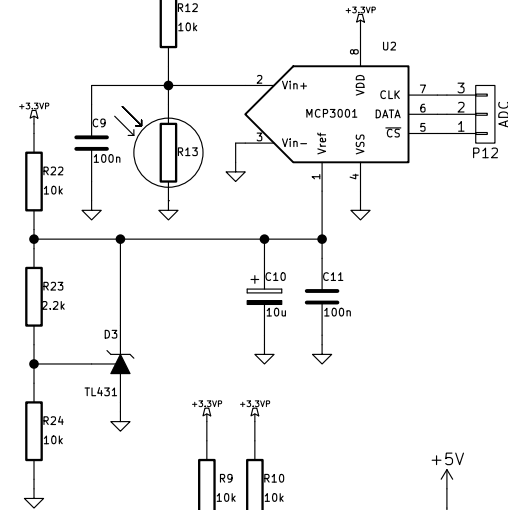 R12
10k
+3.3VP
U2
8
VDD
2
Vin+
CLK
7
3
MCP3001
DATA
6
2
ADC
3
Vin-
CS
5
1
P12
Vref
VSS
1
4
+3.3VP
C9
100n
R13
R22
10k
R23
2.2k
+
C10
10u
C11
100n
D3
TL431
R24
10k
+3.3VP
+3.3VP
R9
10k
R10
10k
+5V